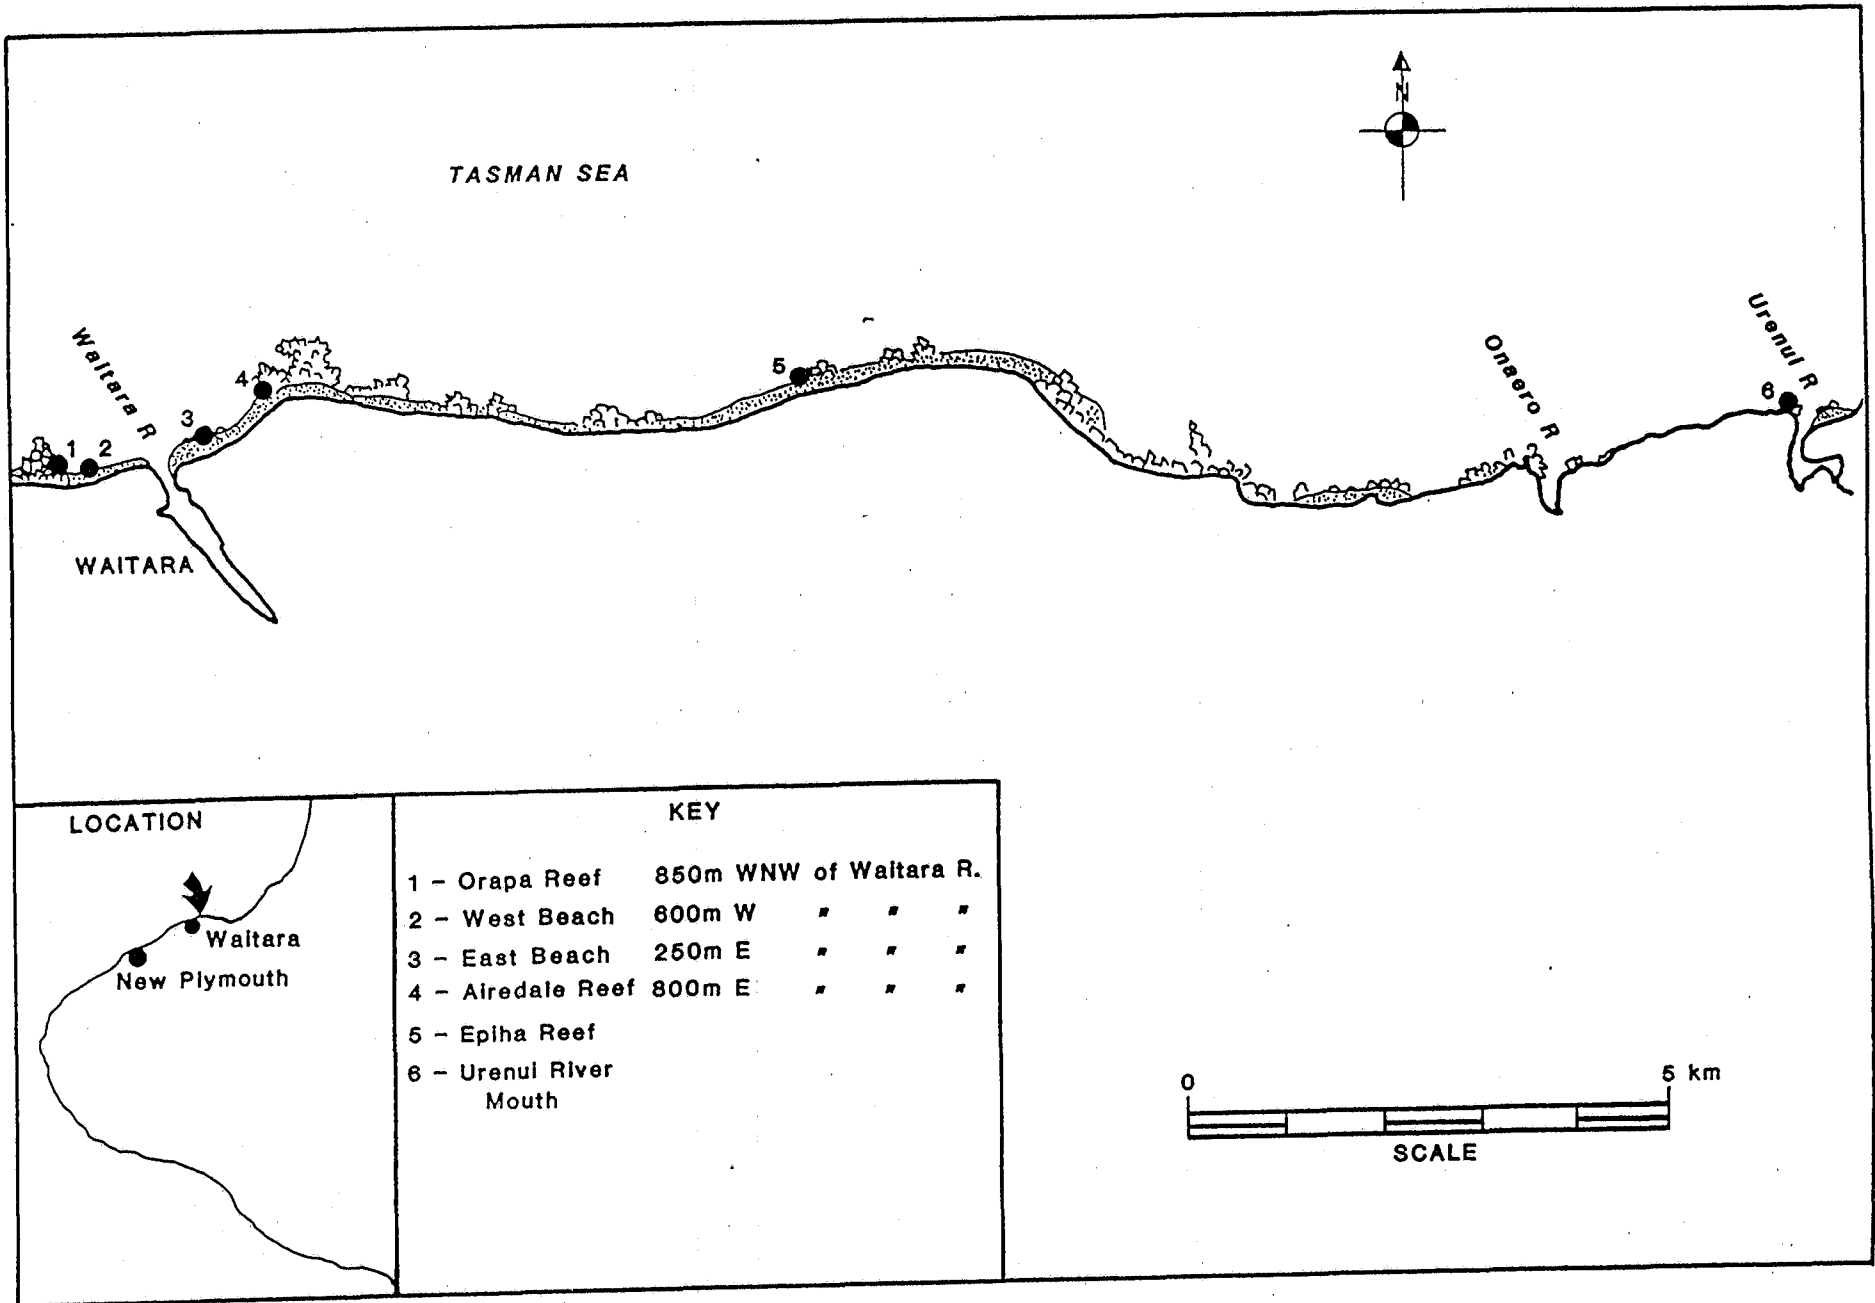 N
TASMAN SEA
Waitara R
Onaero R
Urenui R
1
2
3
4
5
6
WAITARA
LOCATION
Waitara
New Plymouth
KEY
1 - Orapa Reef 850m WNW of Waitara R.
2 - West Beach 600m W " " "
3 - East Beach 250m E " " "
4 - Airedale Reef 800m E " " "
5 - Epiha Reef
6 - Urenui River
Mouth
0 5 km
SCALE